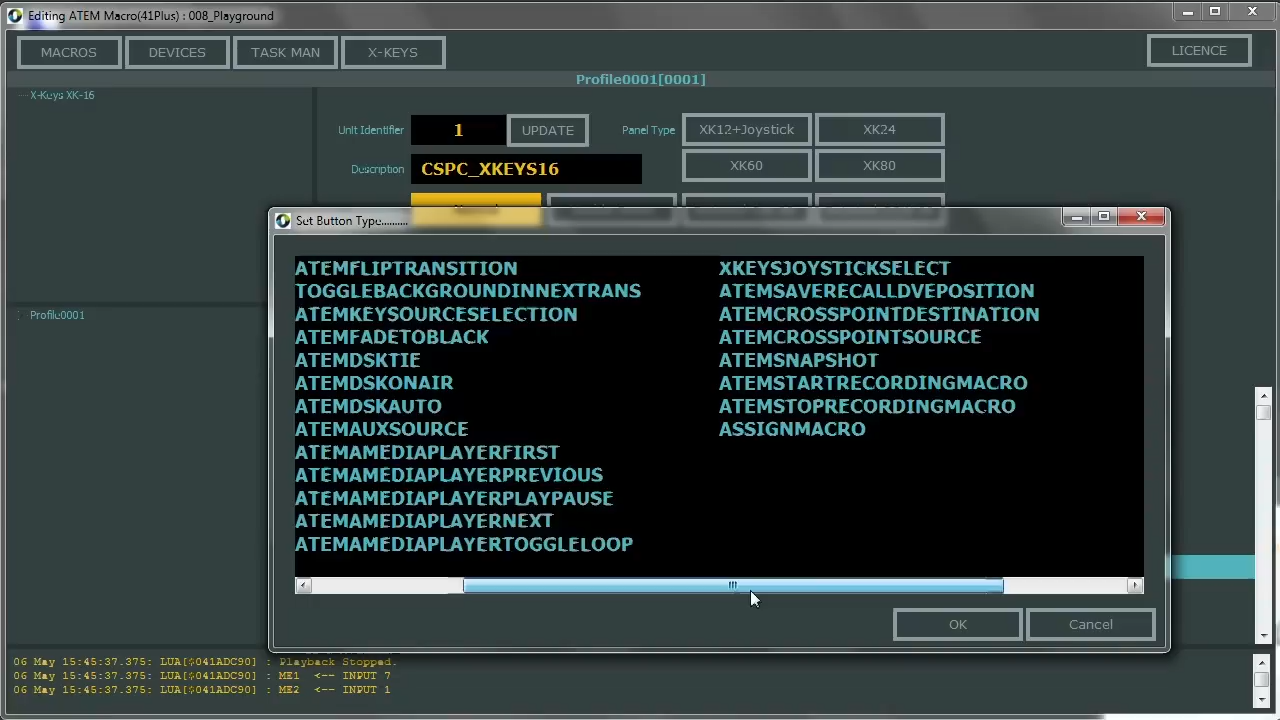 Editing ATEM Macro(41Plus) : 008_Playground
MACROS
DEVICES
TASK MAN
X-KEYS
LICENCE
Profile0001[0001]
X-Keys XK-16
Unit Identifier
1
UPDATE
Panel Type
XK12+Joystick
XK24
Description
CSPC_XKEYS16
XK60
XK80
Set Button Type..........
ATEMFLIPTRANSITION
TOGGLEBACKGROUNDINNEXTRANS
ATEMKEYSOURCESELECTION
ATEMFADETOBLACK
ATEMDSKTIE
ATEMDSKONAIR
ATEMDSKAUTO
ATEMAUXSOURCE
ATEMAMEDIAPLAYERFIRST
ATEMAMEDIAPLAYERPREVIOUS
ATEMAMEDIAPLAYERPLAYPAUSE
ATEMAMEDIAPLAYERNEXT
ATEMAMEDIAPLAYERTOGGLELOOP
XKEYSJOYSTICKSELECT
ATEMSAVERECALLDVEPOSITION
ATEMCROSSPOINTDESTINATION
ATEMCROSSPOINTSOURCE
ATEMSNAPSHOT
ATEMSTARTRECORDINGMACRO
ATEMSTOPRECORDINGMACRO
ASSIGNMACRO
Profile0001
OK
Cancel
06 May 15:45:37.375: LUA[$041ADC90] : Playback Stopped.
06 May 15:45:37.375: LUA[$041ADC90] : ME1 <-- INPUT 7
06 May 15:45:37.375: LUA[$041ADC90] : ME2 <-- INPUT 1